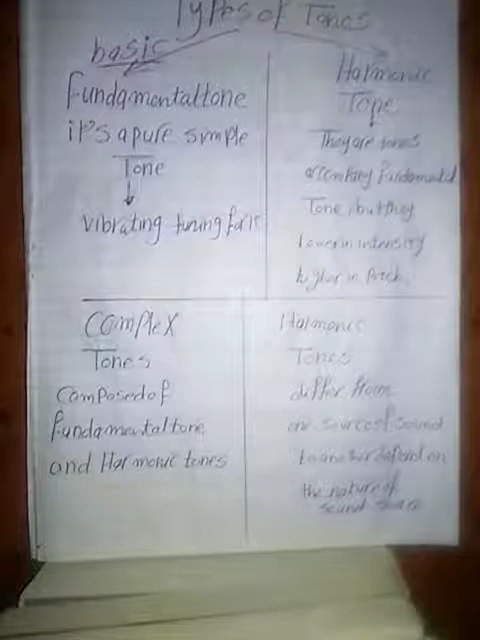 Types of Tones
basic
fundamentaltone
it's a pure simple
Tone
vibrating tuning fork
Harmonic
Tone
They are tones
accompany fundamental
Tone, but they
lower in intensity
higher in Pitch.
Complex
Tones
composed of
fundamentaltone
and Harmonic tones
Harmonic
Tones
differ from
one source of sound
to another depend on
the nature of
sound source